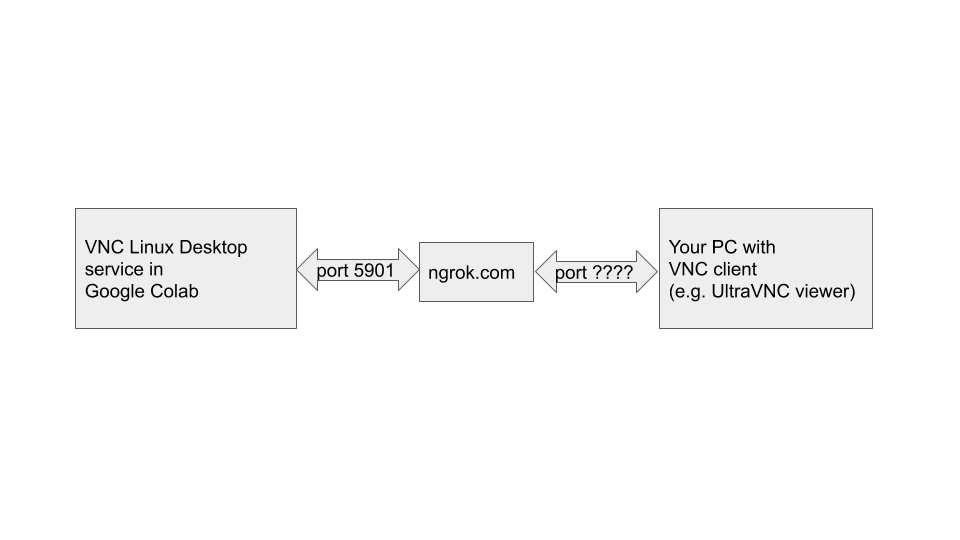 VNC Linux Desktop
service in
Google Colab
port 5901
ngrok.com
port ????
Your PC with
VNC client
(e.g. UltraVNC viewer)